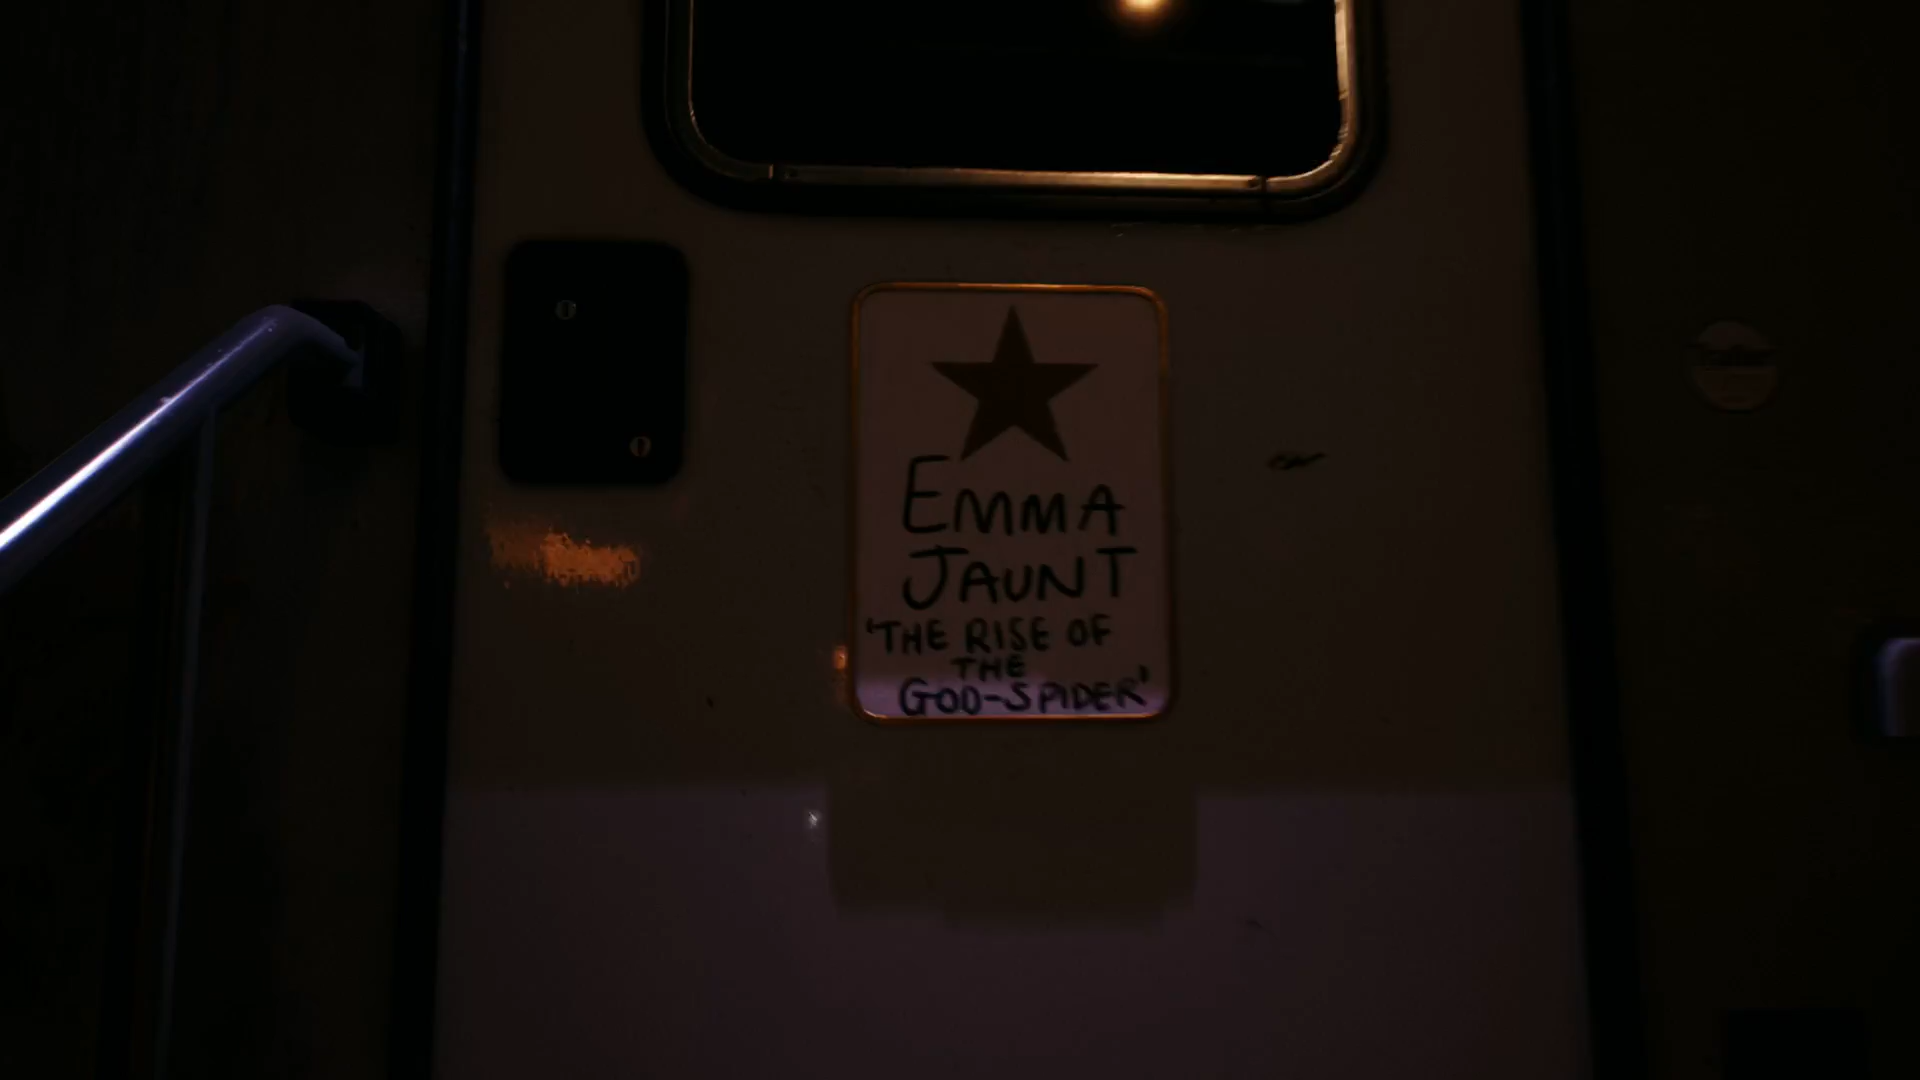 EMMA
JAUNT
'THE RISE OF
THE
GOD-SPIDER'